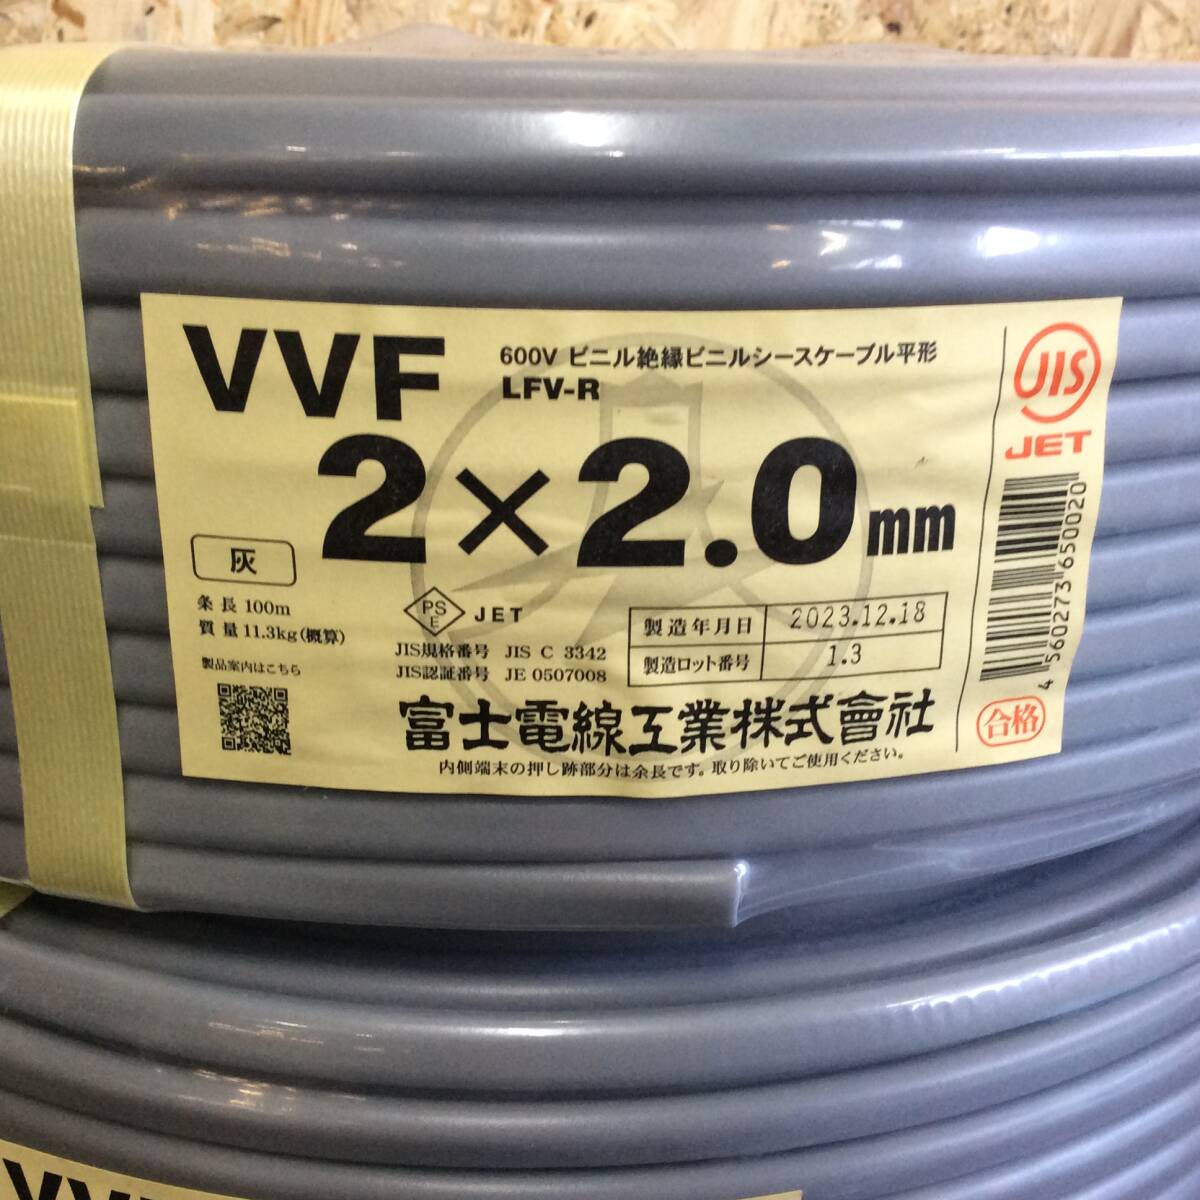 VVF
600V ビニル絶縁ビニルシースケーブル平形
LFV-R
2×2.0mm
灰
条長 100m
質量 11.3kg(概算)
製品案内はこちら
PS
E
JET
JIS規格番号 JIS C 3342
JIS認証番号 JE 0507008
製造年月日 2023.12.18
製造ロット番号 1.3
富士電線工業株式會社
内側端末の押し跡部分は余長です。取り除いてご使用ください。
JIS
JET
4 560273 650020
合格
VVF